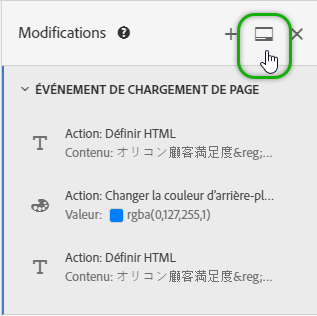 Modifications
ÉVÉNEMENT DE CHARGEMENT DE PAGE
Action: Définir HTML
Contenu: オリコン顧客満足度&reg;...
Action: Changer la couleur d'arrière-pl...
Valeur: rgba(0,127,255,1)
Action: Définir HTML
Contenu: オリコン顧客満足度&reg;...